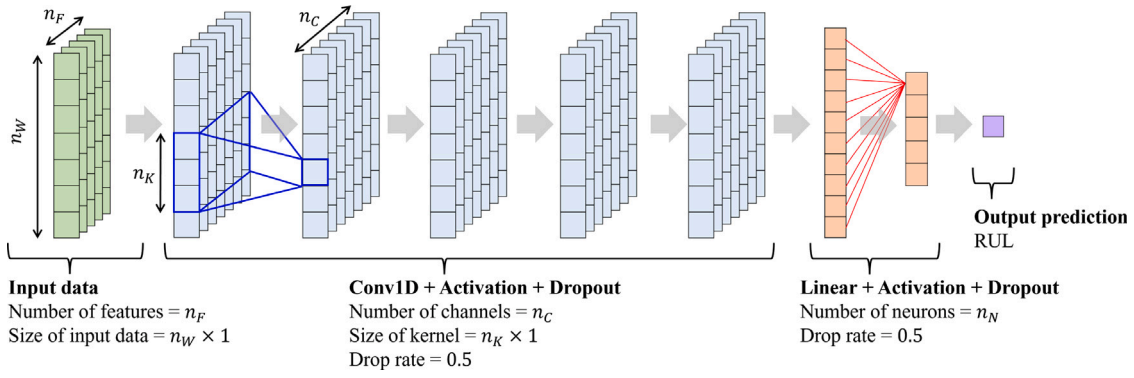 n_F
n_C
n_W
n_K
Output prediction
RUL
Input data
Number of features = n_F
Size of input data = n_W × 1
Conv1D + Activation + Dropout
Number of channels = n_C
Size of kernel = n_K × 1
Drop rate = 0.5
Linear + Activation + Dropout
Number of neurons = n_N
Drop rate = 0.5